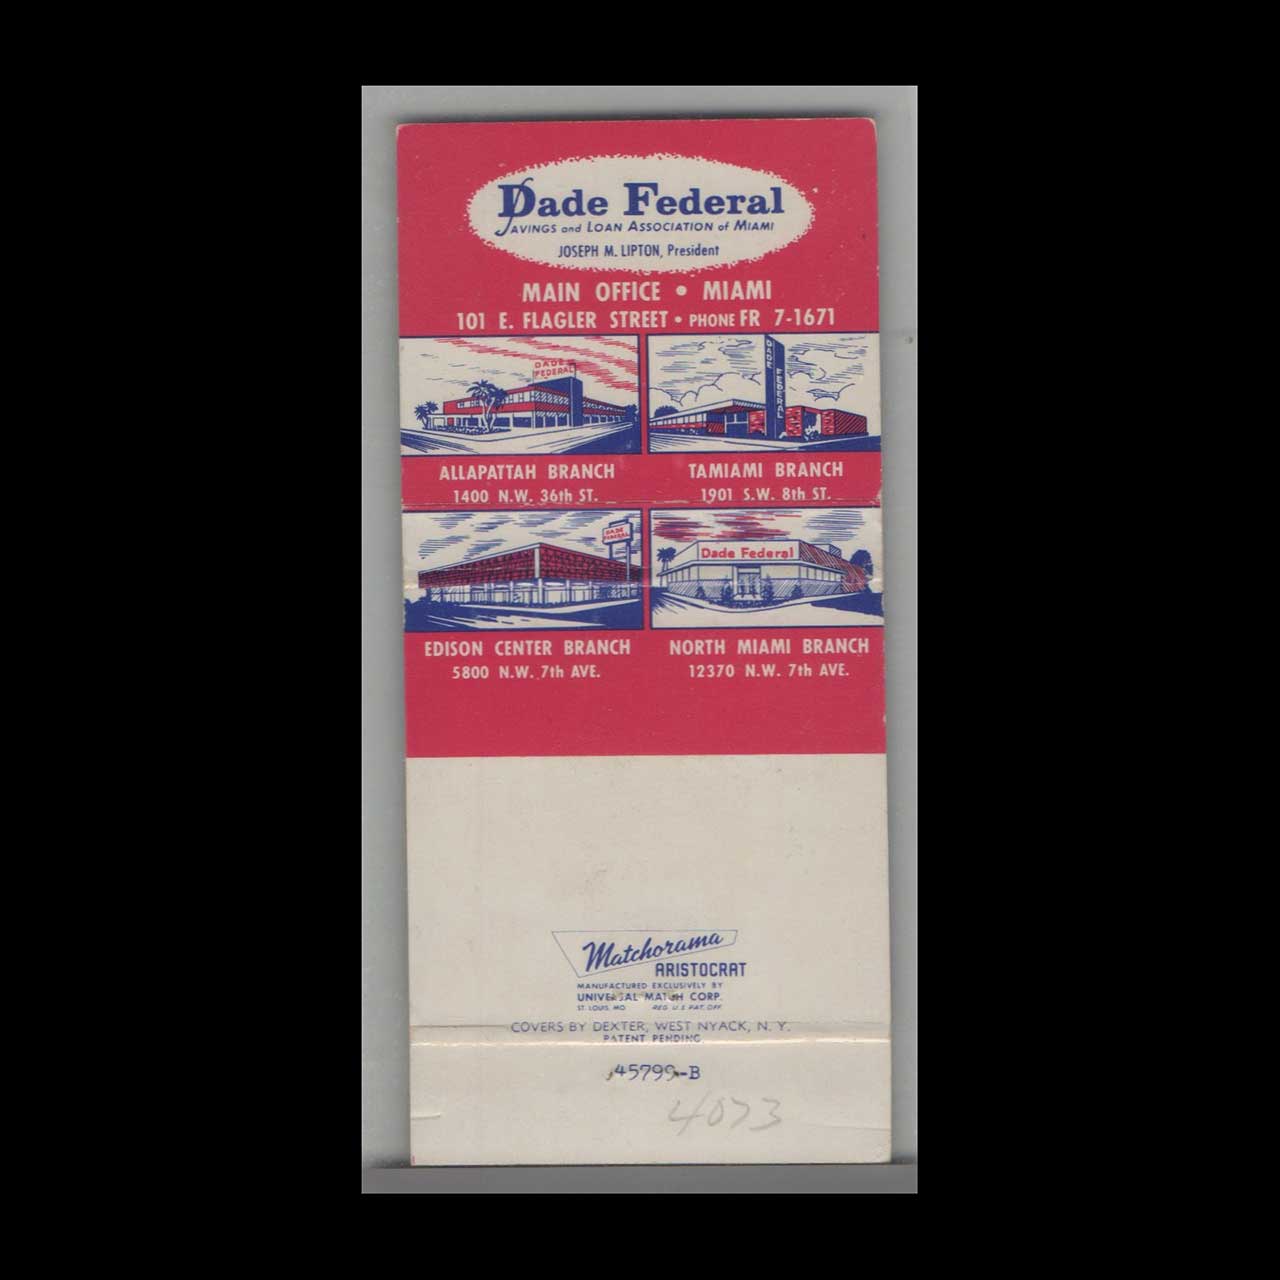 Dade Federal
SAVINGS and LOAN ASSOCIATION of MIAMI
JOSEPH M. LIPTON, President
MAIN OFFICE • MIAMI
101 E. FLAGLER STREET • PHONE FR 7-1671
DADE FEDERAL
DADE FEDERAL
ALLAPATTAH BRANCH
1400 N.W. 36th ST.
TAMIAMI BRANCH
1901 S.W. 8th ST.
DADE FEDERAL
Dade Federal
EDISON CENTER BRANCH
5800 N.W. 7th AVE.
NORTH MIAMI BRANCH
12370 N.W. 7th AVE.
Matchorama
ARISTOCRAT
MANUFACTURED EXCLUSIVELY BY
UNIVERSAL MATCH CORP.
ST. LOUIS, MO. REG. U.S. PAT. OFF.
COVERS BY DEXTER, WEST NYACK, N. Y.
PATENT PENDING
45799-B
4073